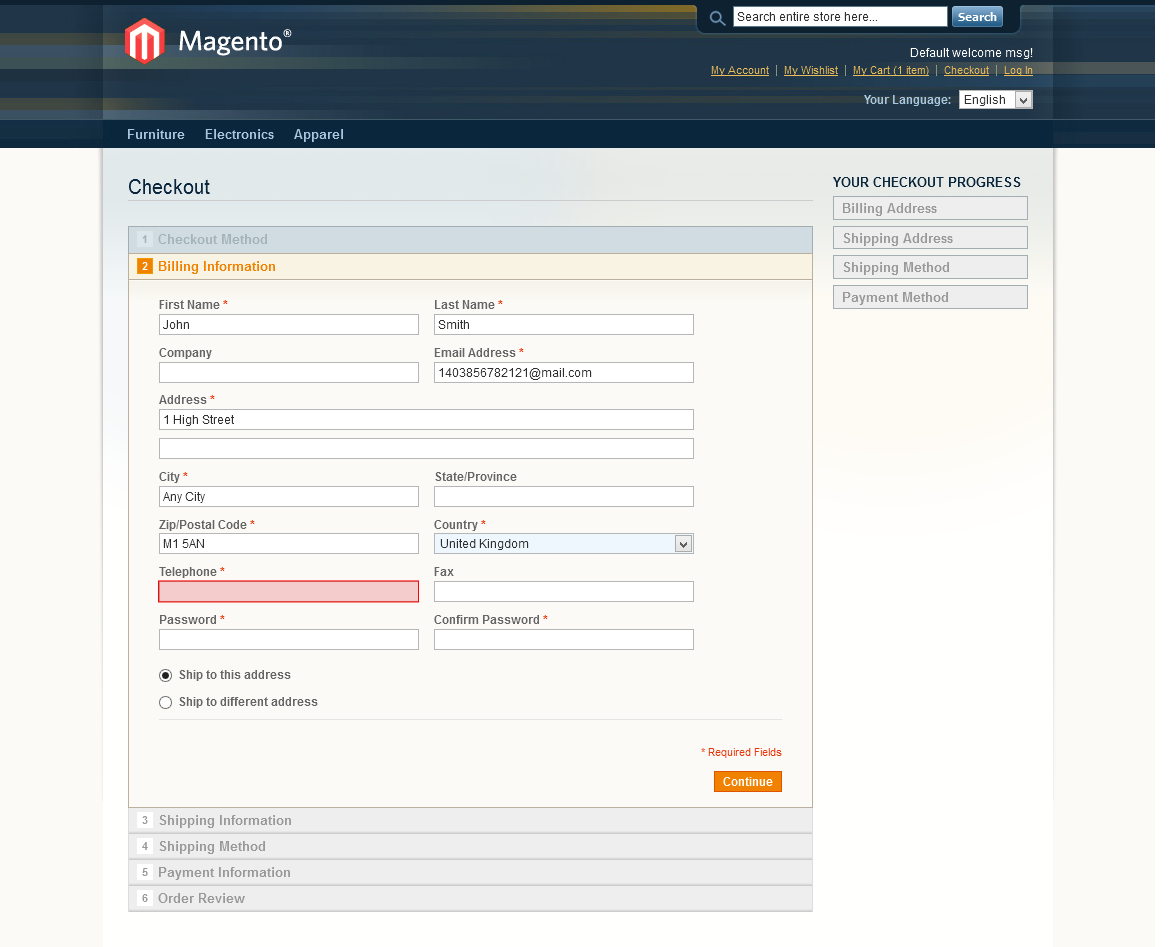 Search entire store here...
Search
Magento®
Default welcome msg!
My Account | My Wishlist | My Cart (1 item) | Checkout | Log In
Your Language: English
Furniture Electronics Apparel
Checkout
1 Checkout Method
2 Billing Information
First Name * Last Name *
John Smith
Company Email Address *
1403856782121@mail.com
Address *
1 High Street
City * State/Province
Any City
Zip/Postal Code * Country *
M1 5AN United Kingdom
Telephone * Fax
Password * Confirm Password *
Ship to this address
Ship to different address
* Required Fields
Continue
3 Shipping Information
4 Shipping Method
5 Payment Information
6 Order Review
YOUR CHECKOUT PROGRESS
Billing Address
Shipping Address
Shipping Method
Payment Method